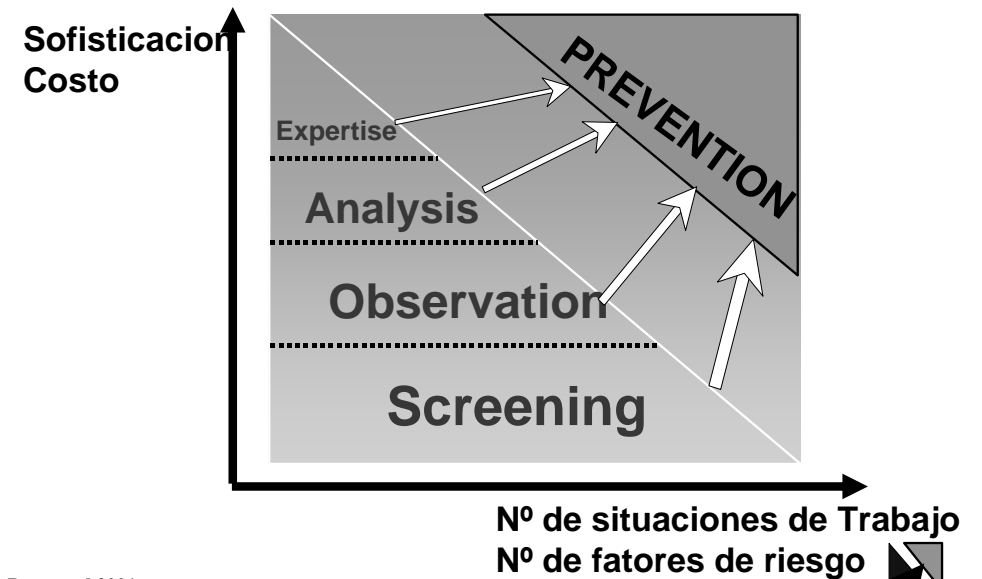 Sofisticacion
Costo
PREVENTION
Expertise
Analysis
Observation
Screening
Nº de situaciones de Trabajo
Nº de fatores de riesgo